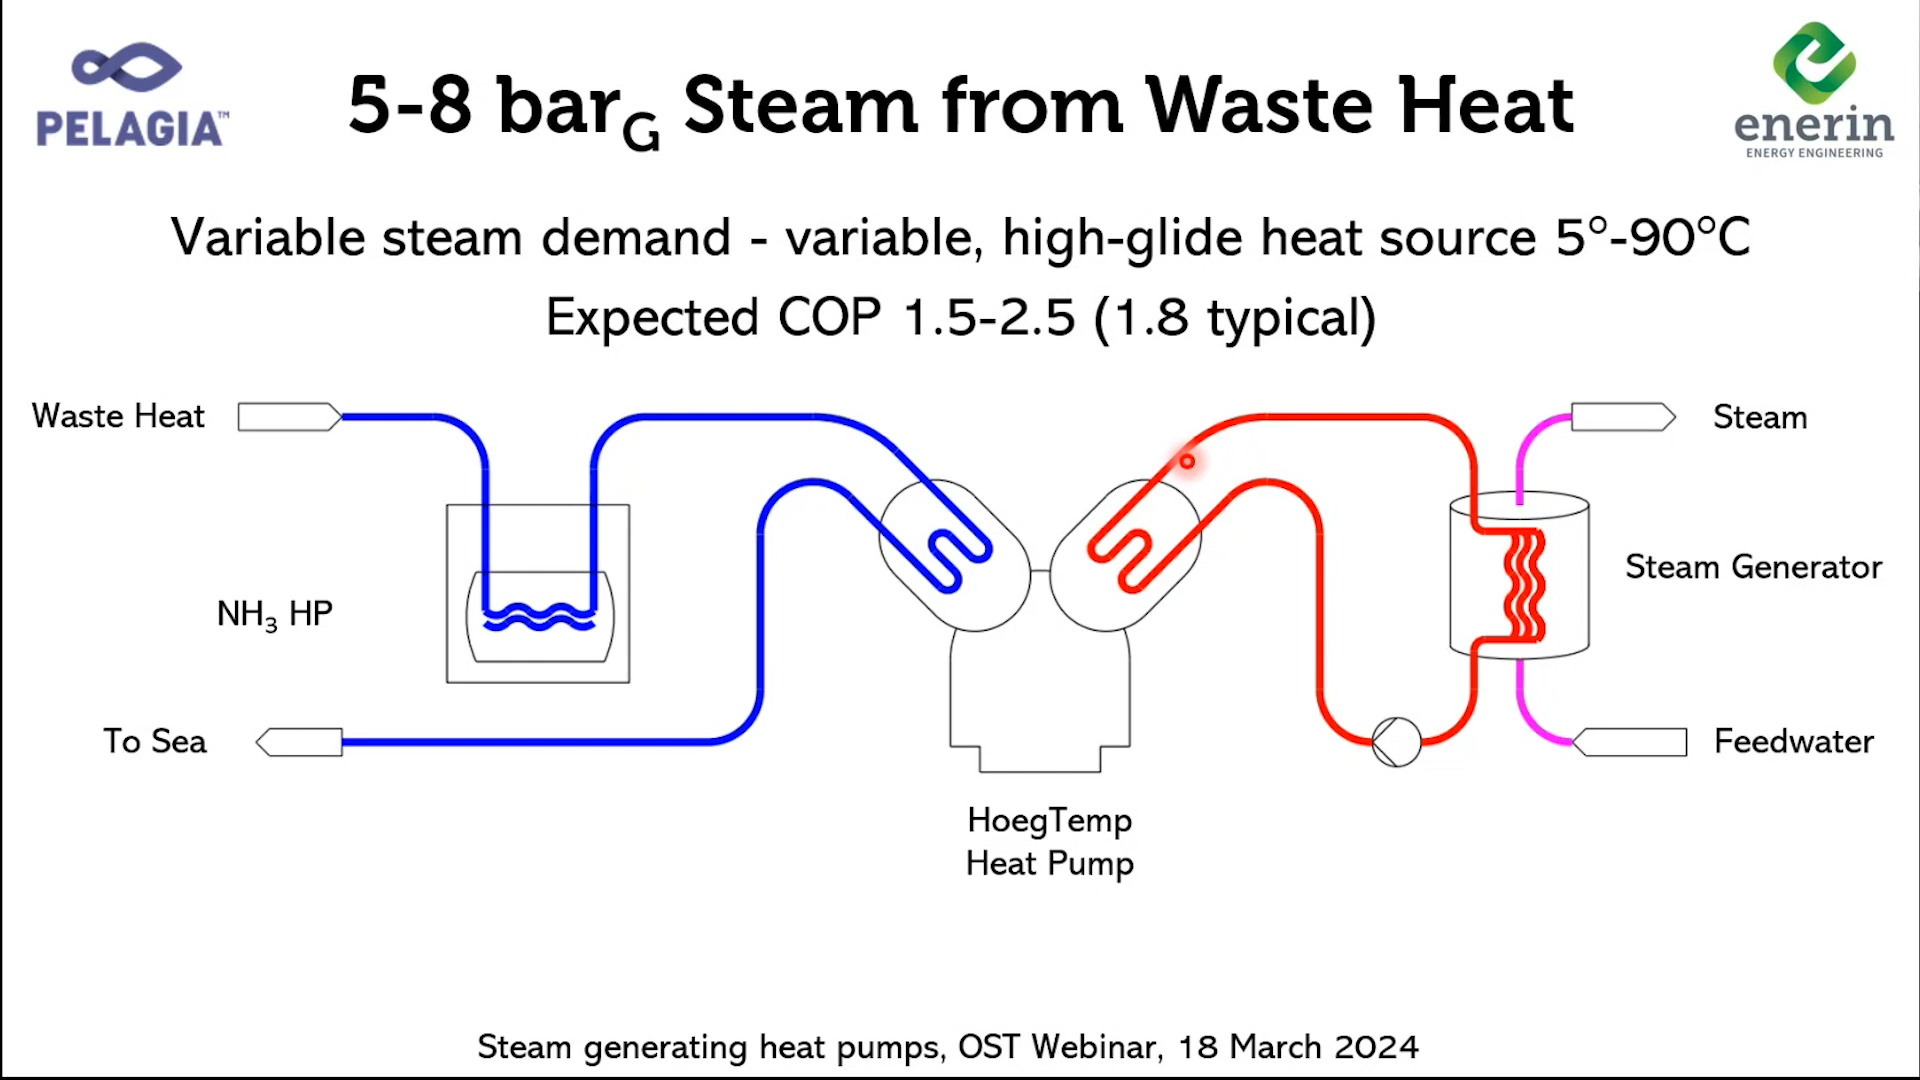 PELAGIA™
5-8 barG Steam from Waste Heat
enerin
ENERGY ENGINEERING
Variable steam demand - variable, high-glide heat source 5°-90°C
Expected COP 1.5-2.5 (1.8 typical)
Waste Heat
Steam
Steam Generator
NH₃ HP
To Sea
Feedwater
HoegTemp
Heat Pump
Steam generating heat pumps, OST Webinar, 18 March 2024